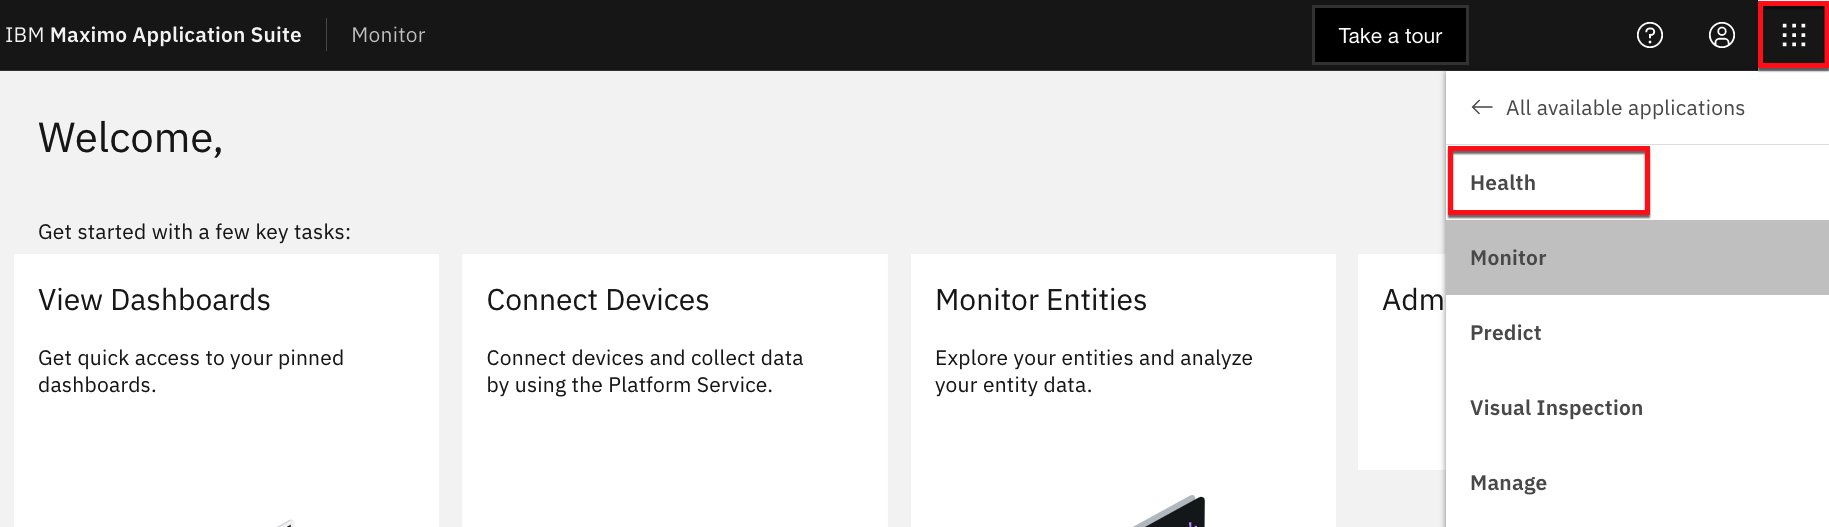 IBM Maximo Application Suite Monitor Take a tour
All available applications
Health
Monitor
Predict
Visual Inspection
Manage
Welcome,
Get started with a few key tasks:
View Dashboards
Get quick access to your pinned
dashboards.
Connect Devices
Connect devices and collect data
by using the Platform Service.
Monitor Entities
Explore your entities and analyze
your entity data.
Adm